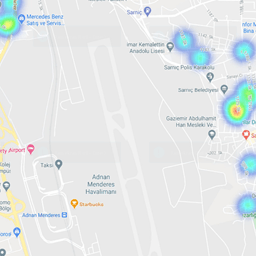 Mercedes Benz
Satış ve Servis
Sarnıç
İmar Kemalettin
Anadolu Lisesi
Sarnıç Polis Karakolu
Sarnıç Belediyesi
Gaziemir Abdulhamit
Han Mesleki Ve
Taksi
Adnan
Menderes
Havalimanı
Starbucks
Adnan Menderes
Airport